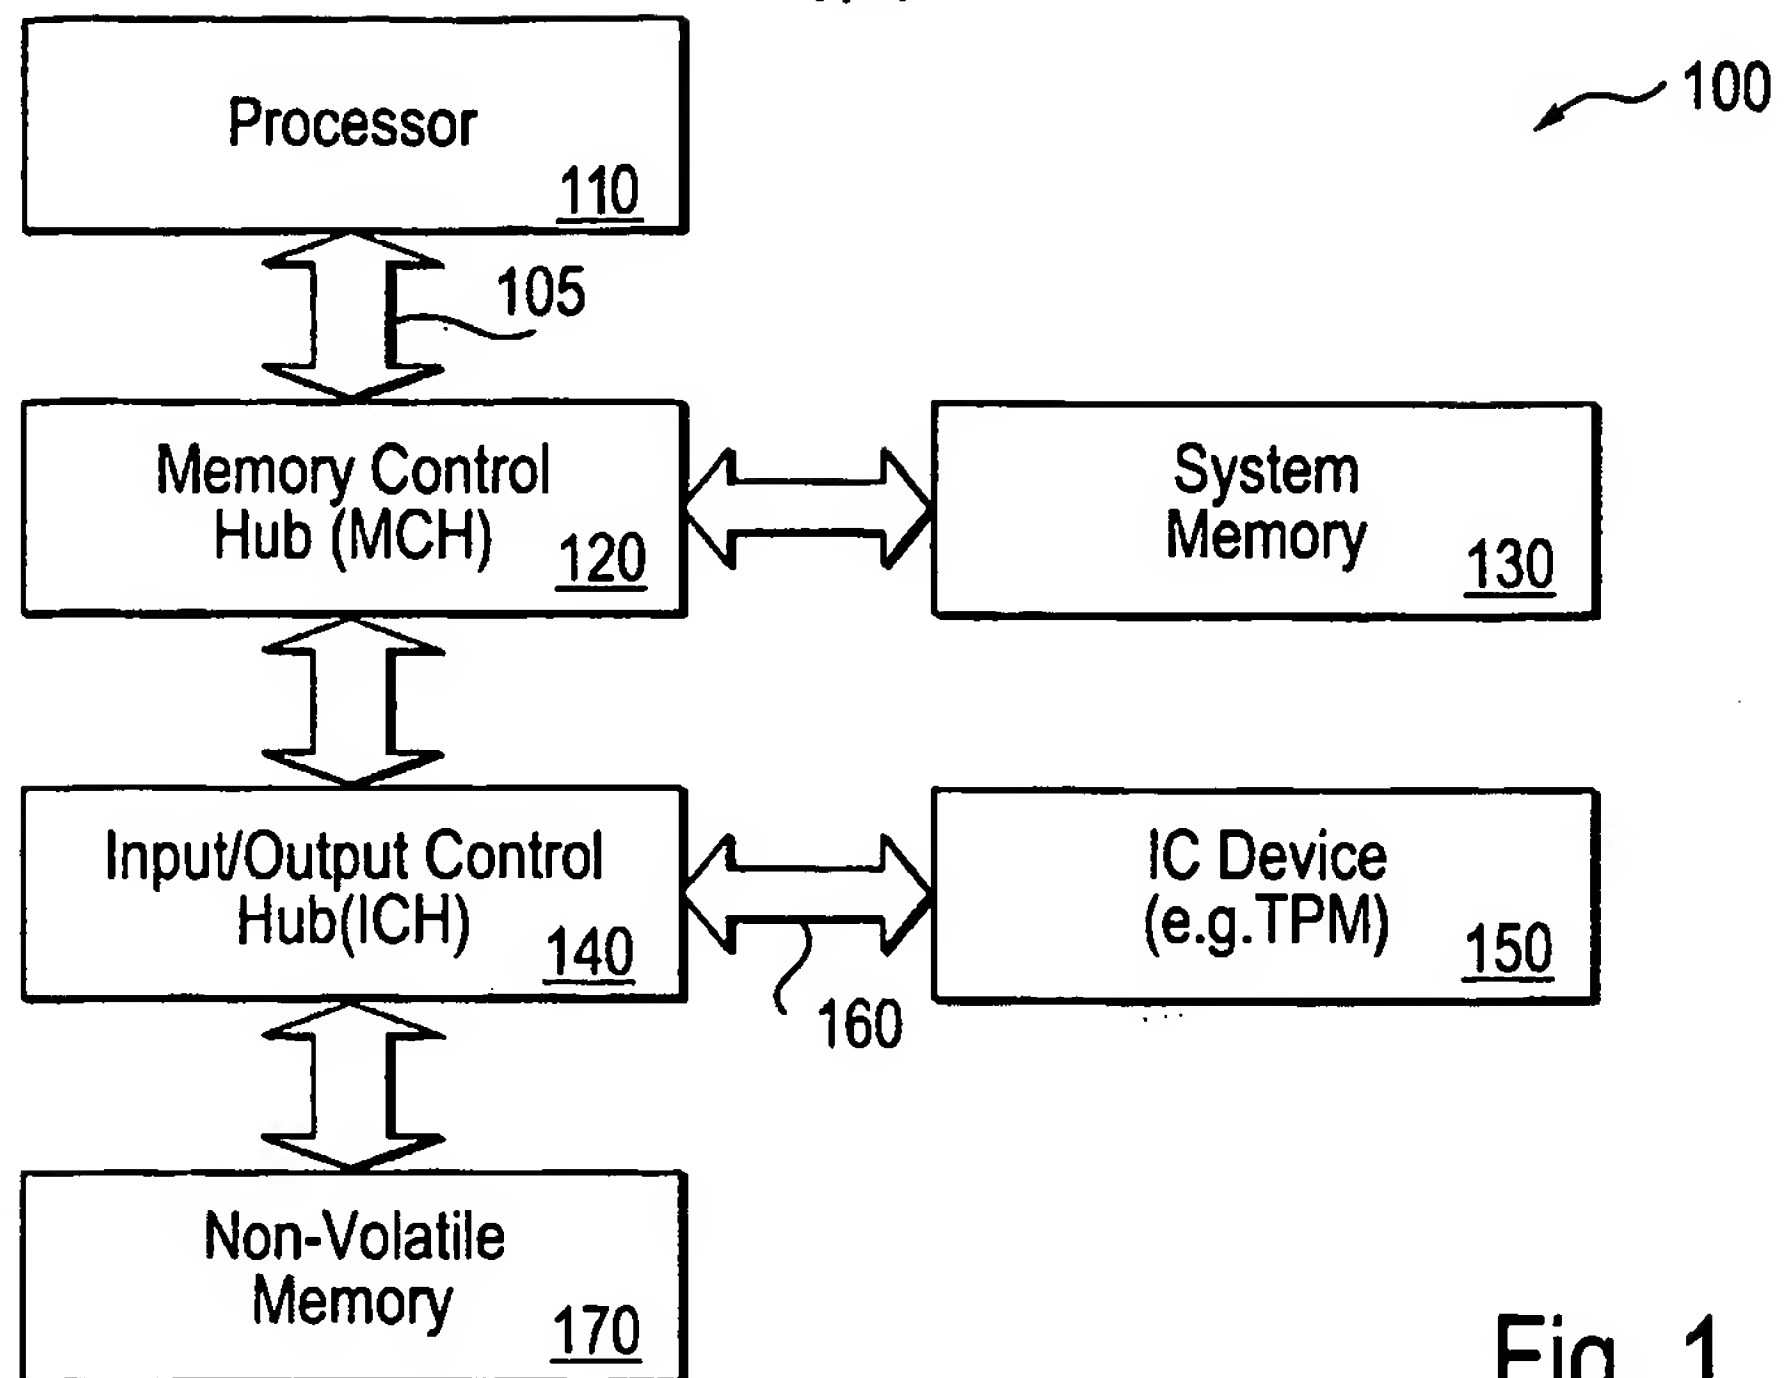 Processor
110
100
105
Memory Control
Hub (MCH)
120
System
Memory
130
Input/Output Control
Hub(ICH)
140
IC Device
(e.g.TPM)
150
160
Non-Volatile
Memory
170
Fig. 1